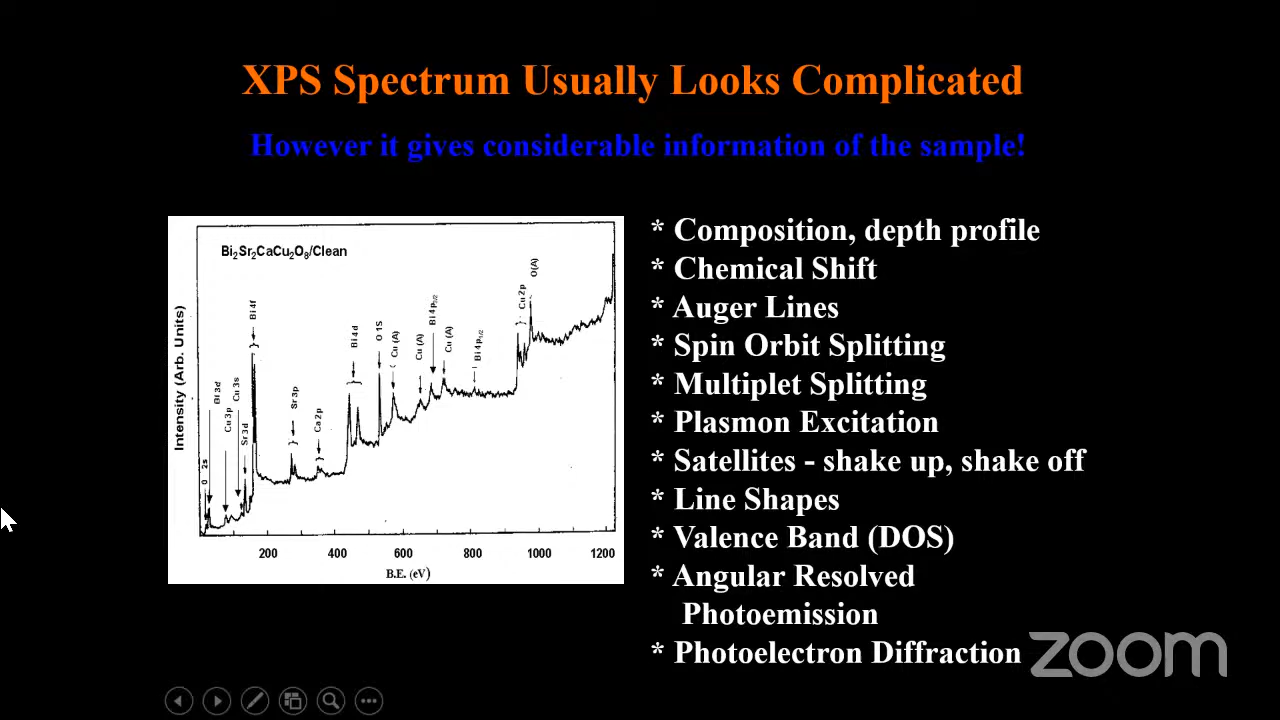 XPS Spectrum Usually Looks Complicated
However it gives considerable information of the sample!
Bi2Sr2CaCu2O8/Clean
Intensity (Arb. Units)
O 2s
Bi 3d
Cu 3p
Cu 3s
Sr 3d
Bi 4f
Sr 3p
Ca 2p
Bi 4d
O 1S
Cu (A)
Cu (A)
Bi 4p3/2
Cu (A)
Bi 4p1/2
Cu 2p
O(A)
200 400 600 800 1000 1200
B.E. (eV)
* Composition, depth profile
* Chemical Shift
* Auger Lines
* Spin Orbit Splitting
* Multiplet Splitting
* Plasmon Excitation
* Satellites - shake up, shake off
* Line Shapes
* Valence Band (DOS)
* Angular Resolved
Photoemission
* Photoelectron Diffraction
zoom